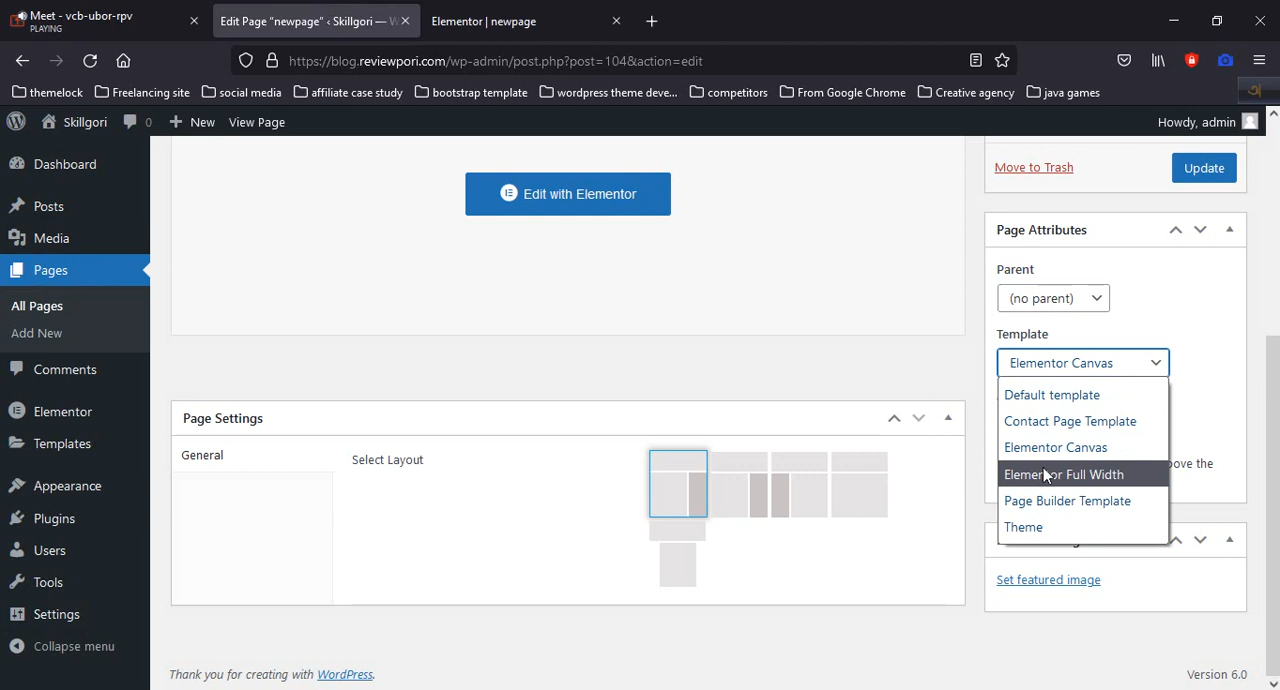 Meet - vcb-ubor-rpv
PLAYING
Edit Page “newpage” ‹ Skillgori — W
Elementor | newpage
https://blog.reviewpori.com/wp-admin/post.php?post=104&action=edit
themelock
Freelancing site
social media
affiliate case study
bootstrap template
wordpress theme deve...
competitors
From Google Chrome
Creative agency
java games
Skillgori
0
New
View Page
Howdy, admin
Dashboard
Posts
Media
Pages
All Pages
Add New
Comments
Elementor
Templates
Appearance
Plugins
Users
Tools
Settings
Collapse menu
Edit with Elementor
Page Settings
General
Select Layout
Move to Trash
Update
Page Attributes
Parent
(no parent)
Template
Elementor Canvas
Default template
Contact Page Template
Elementor Canvas
Elementor Full Width
Page Builder Template
Theme
ove the
Set featured image
Thank you for creating with WordPress.
Version 6.0